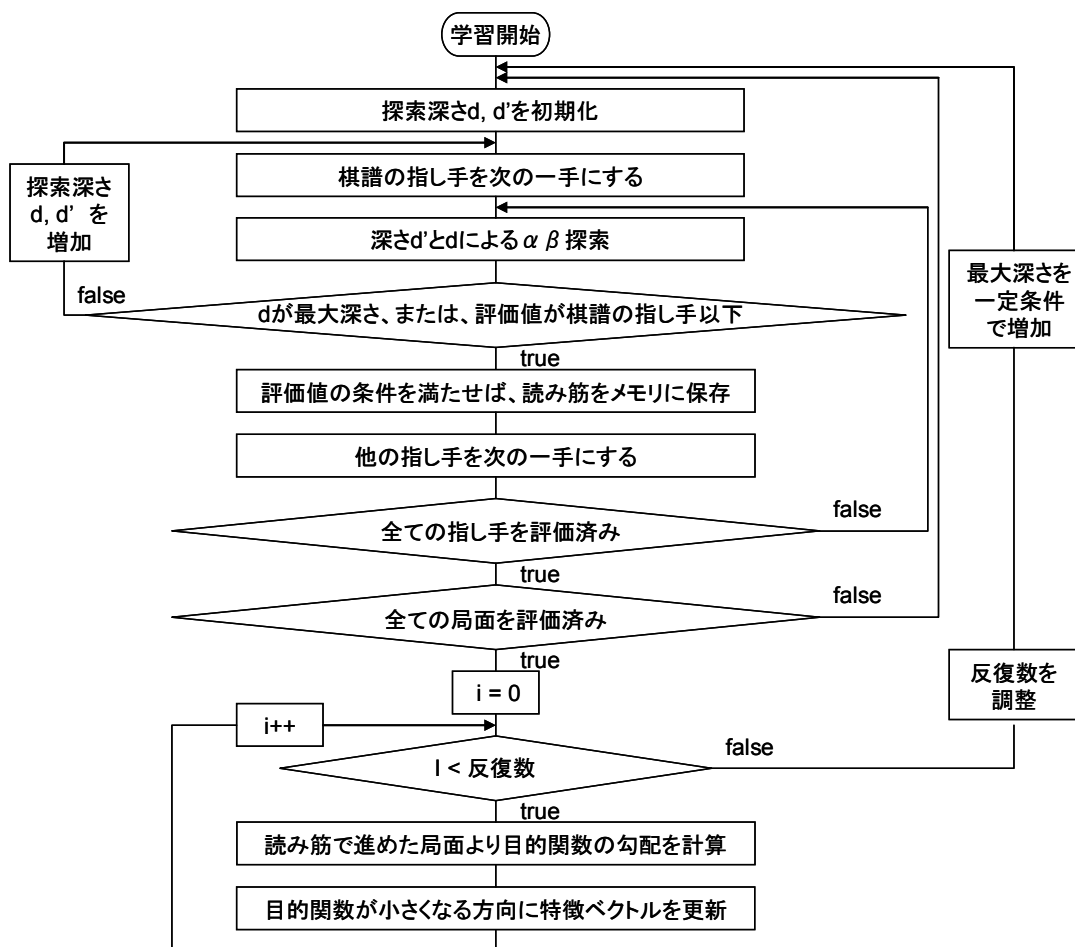 学習開始
探索深さd, d'を初期化
棋譜の指し手を次の一手にする
探索深さ
d, d' を
増加
深さd'とdによるαβ探索
最大深さを
一定条件
で増加
false
dが最大深さ、または、評価値が棋譜の指し手以下
true
評価値の条件を満たせば、読み筋をメモリに保存
他の指し手を次の一手にする
false
全ての指し手を評価済み
true
false
全ての局面を評価済み
true
反復数を
調整
i = 0
i++
false
I < 反復数
true
読み筋で進めた局面より目的関数の勾配を計算
目的関数が小さくなる方向に特徴ベクトルを更新